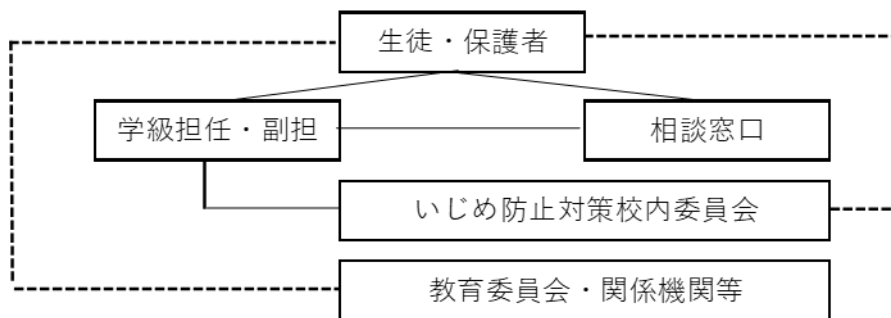 生徒・保護者
学級担任・副担
相談窓口
いじめ防止対策校内委員会
教育委員会・関係機関等